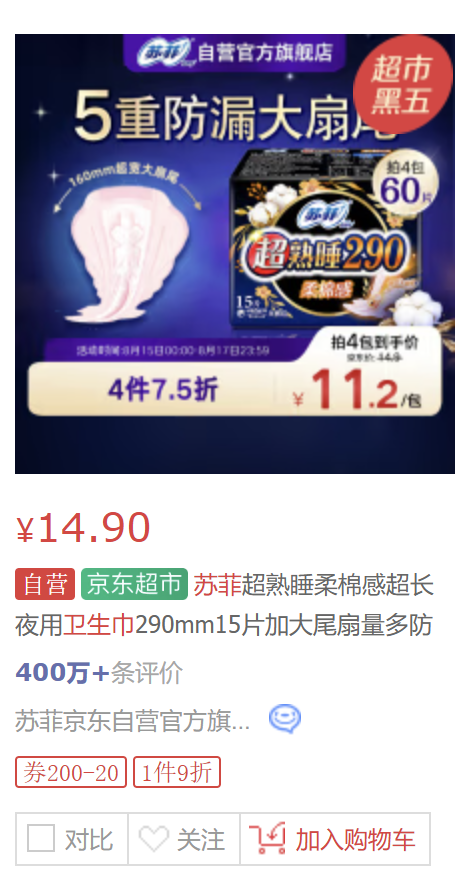 苏菲 自营官方旗舰店
超市
黑五
5重防漏大扇尾
160mm超宽大扇尾
拍4包
60片
苏菲
超熟睡290
柔棉感
15片
活动时间:8月15日00:00-8月17日23:59
拍4包到手价
京东价: 14.9
4件7.5折
¥11.2/包
¥14.90
自营 京东超市 苏菲超熟睡柔棉感超长
夜用卫生巾290mm15片加大尾扇量多防
400万+条评价
苏菲京东自营官方旗...
券200-20 1件9折
对比 关注 加入购物车